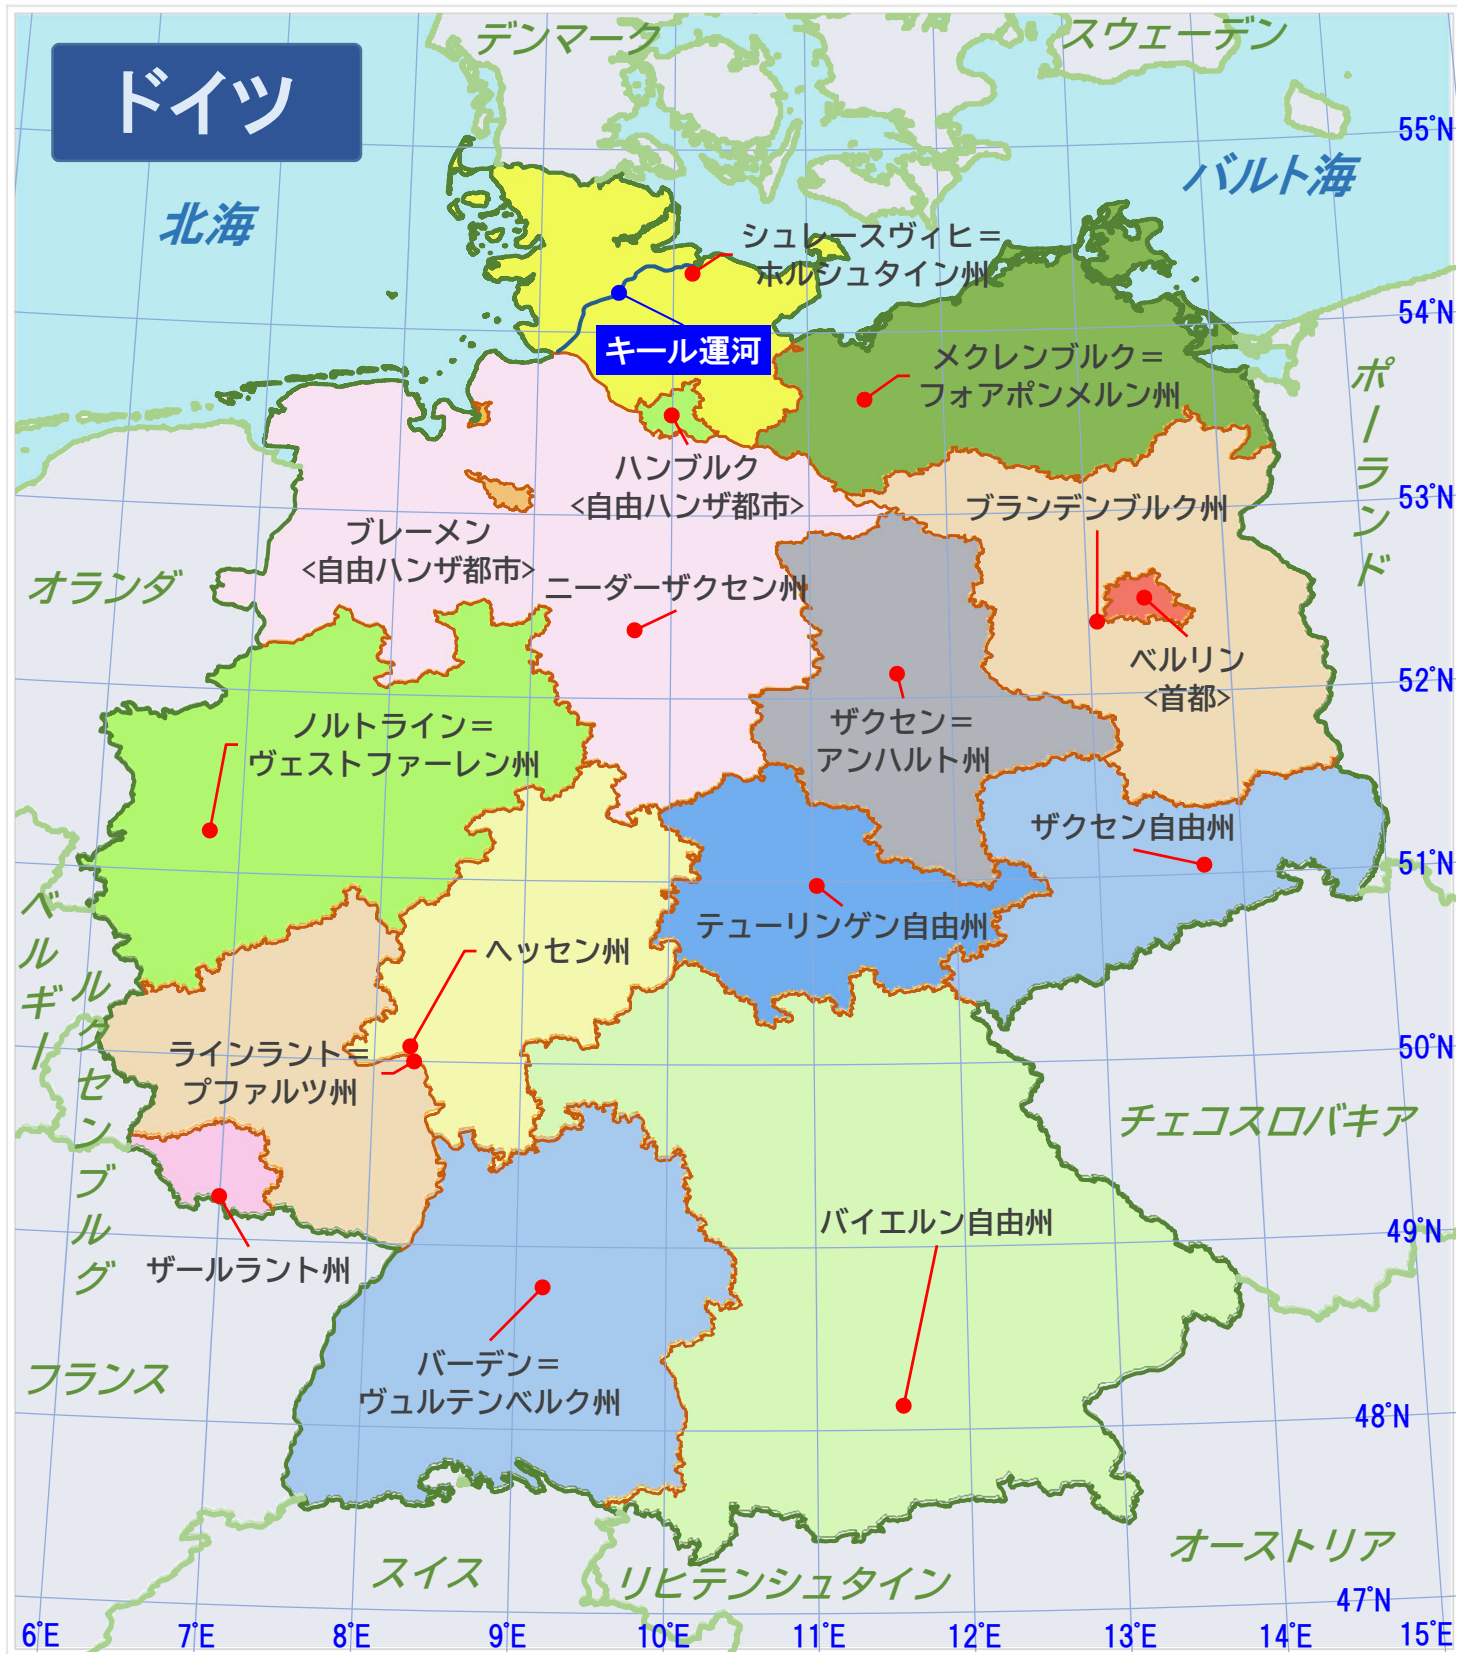 デンマーク
スウェーデン
ドイツ
55°N
バルト海
北海
シュレースヴィヒ＝
ホルシュタイン州
54°N
キール運河
メクレンブルク＝
フォアポンメルン州
ポーランド
ハンブルク
<自由ハンザ都市>
53°N
ブランデンブルク州
ブレーメン
<自由ハンザ都市>
オランダ
ニーダーザクセン州
ベルリン
<首都>
52°N
ノルトライン＝
ヴェストファーレン州
ザクセン＝
アンハルト州
ザクセン自由州
51°N
ベルギー
テューリンゲン自由州
ヘッセン州
ルクセンブルグ
50°N
ラインラント＝
プファルツ州
チェコスロバキア
バイエルン自由州
49°N
ザールラント州
バーデン＝
ヴュルテンベルク州
フランス
48°N
オーストリア
スイス
リヒテンシュタイン
47°N
6°E
7°E
8°E
9°E
10°E
11°E
12°E
13°E
14°E
15°E